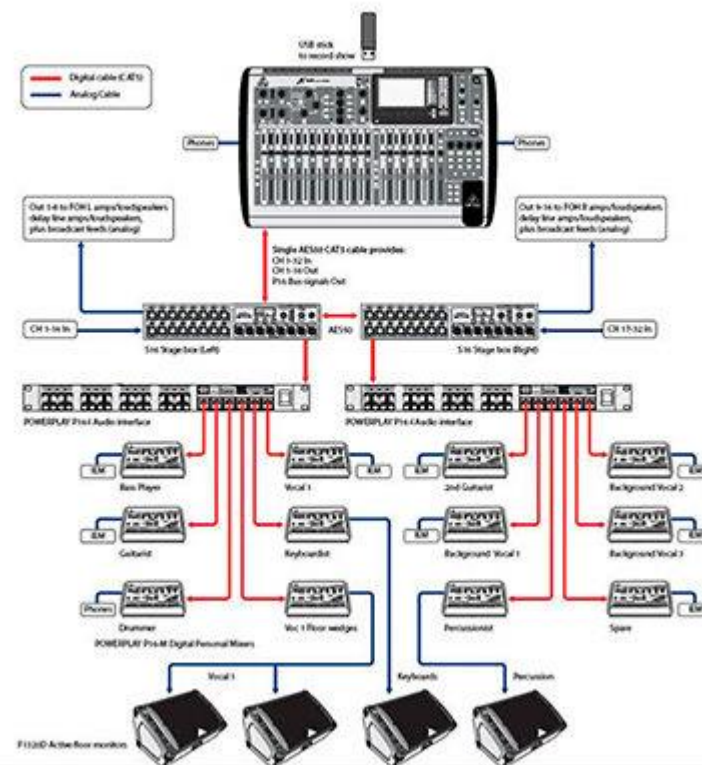 USB stick
to record show
Digital cable (CAT5)
Analog Cable
Phones
Phones
Out 1-8 to FOH L amps/loudspeakers
delay line amps/loudspeakers,
plus broadcast feeds (analog)
Out 9-16 to FOH R amps/loudspeakers
delay line amps/loudspeakers,
plus broadcast feeds (analog)
Single AES50 CAT5 cable provides:
CH 1-32 In
CH 1-16 Out
P16 Bus signals Out
CH 1-16 In
AES50
CH 17-32 In
S16 Stage box (Left)
S16 Stage box (Right)
POWERPLAY P16-I Audio interface
POWERPLAY P16-I Audio interface
IEM
Bass Player
Vocal 1
IEM
IEM
2nd Guitarist
Background Vocal 2
IEM
IEM
Guitarist
Keyboardist
IEM
Background Vocal 1
Background Vocal 3
IEM
Phones
Drummer
Voc 1 Floor wedges
Percussionist
Spare
IEM
POWERPLAY P16-M Digital Personal Mixers
Vocal 1
Keyboards
Percussion
Active floor monitors